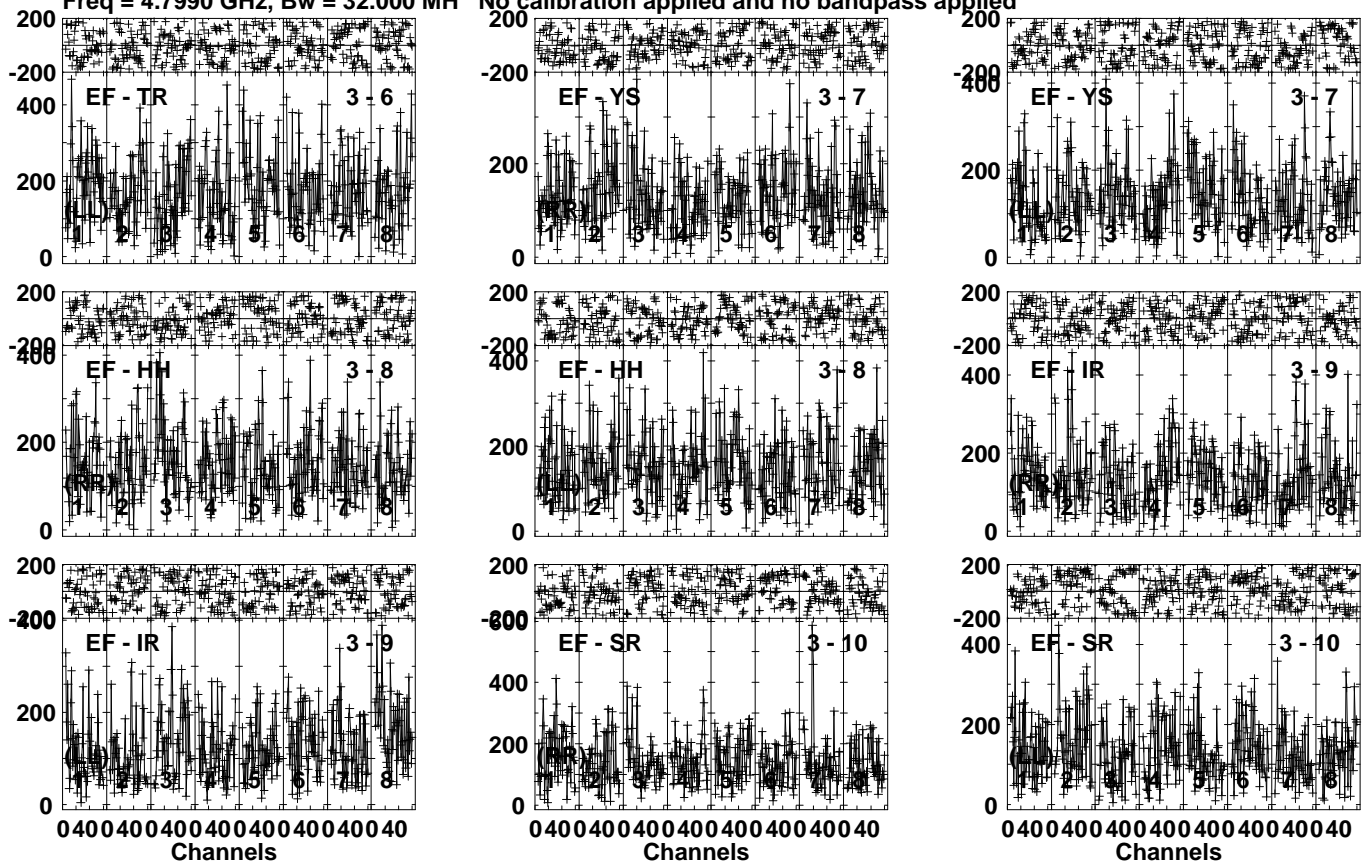 Freq = 4.7990 GHz, Bw = 32.000 MH No calibration applied and no bandpass applied
200 200 200
-200
EF - TR 3 - 6 EF - YS 3 - 7 EF - YS 3 - 7
400 400 -200 400
200 200 200
(LL) (RR) (LL)
1 2 3 4 5 6 7 8 1 2 3 4 5 6 7 8 1 2 3 4 5 6 7 8
0 0 0
200 200 200
-200 -200 -200
400 400 400
EF - HH 3 - 8 EF - HH 3 - 8 EF - IR 3 - 9
200 200 200
(RR) (LL) (RR)
1 2 3 4 5 6 7 8 1 2 3 4 5 6 7 8 1 2 3 4 5 6 7 8
0 0 0
200 200 200
-200 -200 -200
400 600
EF - IR 3 - 9 EF - SR 3 - 10 EF - SR 3 - 10
400 400
200 200 200
(LL) (RR) (LL)
1 2 3 4 5 6 7 8 1 2 3 4 5 6 7 8 1 2 3 4 5 6 7 8
0 0 0
0 40 0 40 0 40 0 40 0 40 0 40 0 40 0 40 0 40 0 40 0 40 0 40 0 40 0 40 0 40 0 40 0 40 0 40 0 40 0 40 0 40 0 40 0 40 0 40
Channels Channels Channels